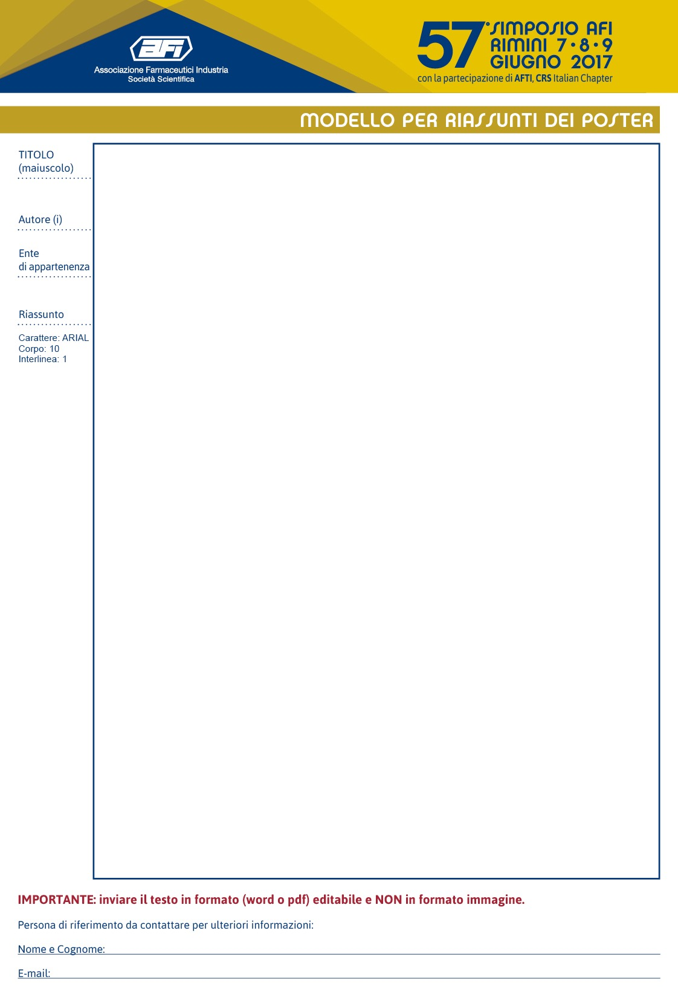 afi
Associazione Farmaceutici Industria
Società Scientifica
57° SIMPOSIO AFI
RIMINI 7•8•9
GIUGNO 2017
con la partecipazione di AFTI, CRS Italian Chapter
MODELLO PER RIASSUNTI DEI POSTER
TITOLO
(maiuscolo)
Autore (i)
Ente
di appartenenza
Riassunto
Carattere: ARIAL
Corpo: 10
Interlinea: 1
IMPORTANTE: inviare il testo in formato (word o pdf) editabile e NON in formato immagine.
Persona di riferimento da contattare per ulteriori informazioni:
Nome e Cognome:
E-mail: